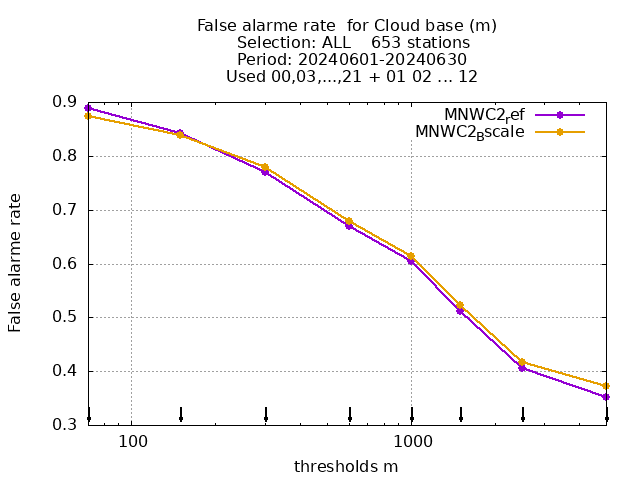 False alarme rate  for Cloud base (m)
Selection: ALL    653 stations
Period: 20240601-20240630
Used 00,03,...,21 + 01 02 ... 12
MNWC2ref
MNWC2Bscale
0.9
0.8
0.7
0.6
0.5
0.4
0.3
False alarme rate
100
1000
thresholds m